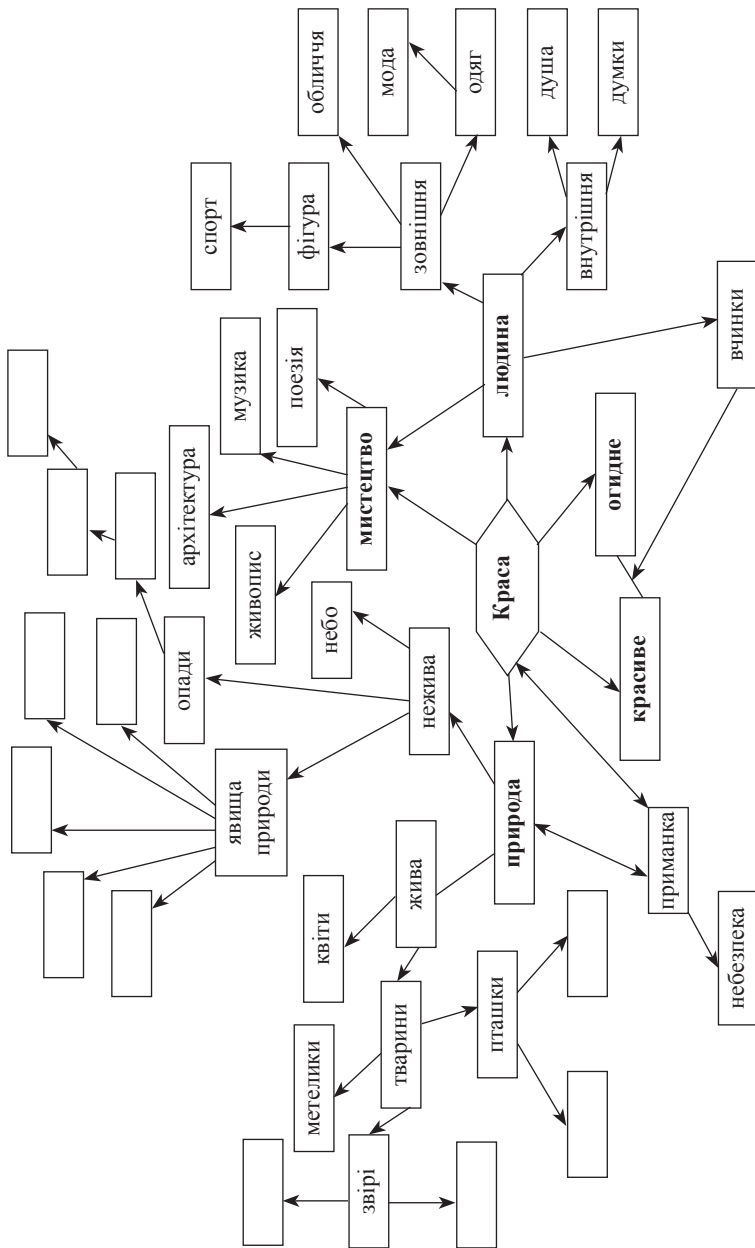 спорт
обличчя
фігура
мода
зовнішня
одяг
душа
внутрішня
думки
людина
вчинки
музика
поезія
архітектура
живопис
мистецтво
небо
опади
нежива
явища
природи
Краса
огидне
красиве
природа
жива
квіти
приманка
небезпека
метелики
тварини
пташки
звірі